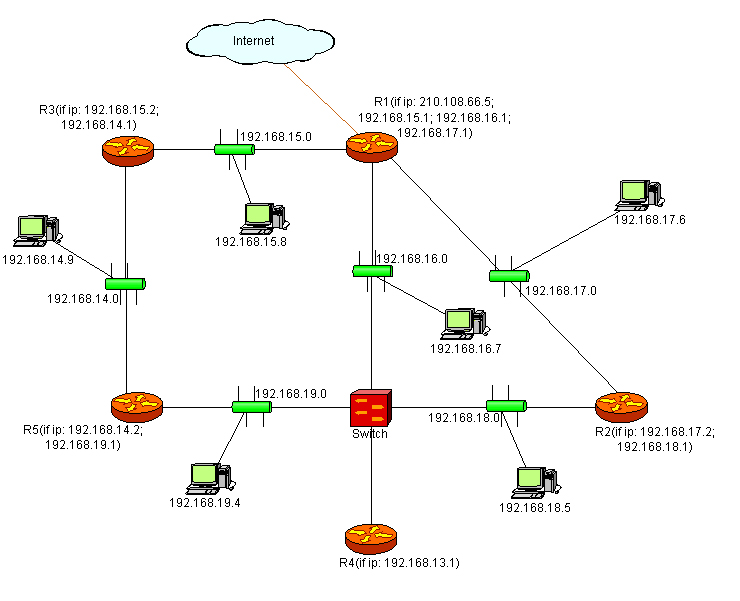 Internet
R3(if ip: 192.168.15.2;
192.168.14.1)
R1(if ip: 210.108.66.5;
192.168.15.1; 192.168.16.1;
192.168.17.1)
192.168.15.0
192.168.15.8
192.168.17.6
192.168.14.9
192.168.14.0
192.168.16.0
192.168.17.0
192.168.16.7
192.168.19.0
192.168.18.0
R5(if ip: 192.168.14.2;
192.168.19.1)
Switch
R2(if ip: 192.168.17.2;
192.168.18.1)
192.168.19.4
192.168.18.5
R4(if ip: 192.168.13.1)